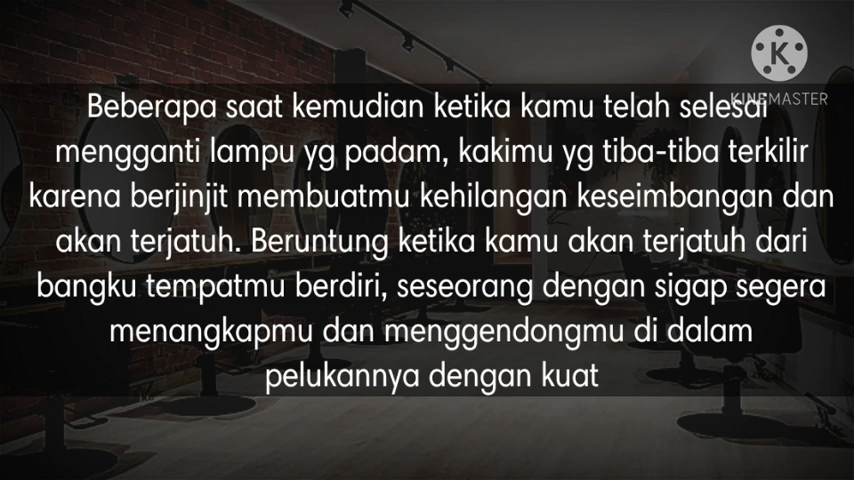 KINEMASTER
Beberapa saat kemudian ketika kamu telah selesai
mengganti lampu yg padam, kakimu yg tiba-tiba terkilir
karena berjinjit membuatmu kehilangan keseimbangan dan
akan terjatuh. Beruntung ketika kamu akan terjatuh dari
bangku tempatmu berdiri, seseorang dengan sigap segera
menangkapmu dan menggendongmu di dalam
pelukannya dengan kuat